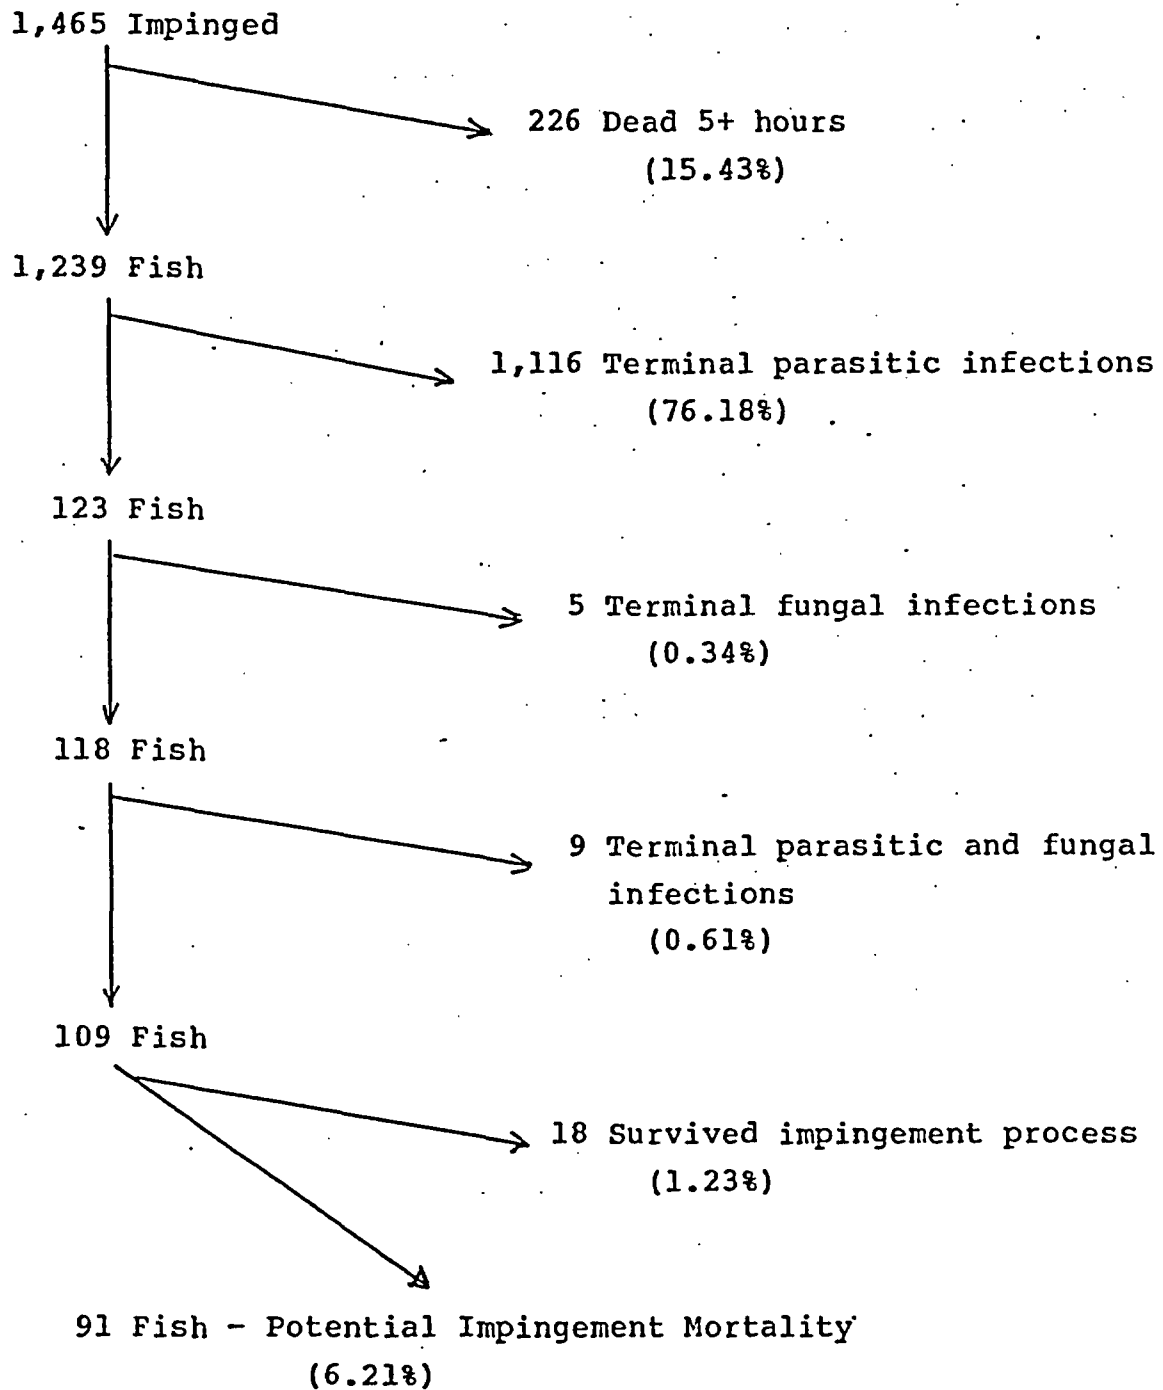 1,465 Impinged
226 Dead 5+ hours
(15.43%)
1,239 Fish
1,116 Terminal parasitic infections
(76.18%)
123 Fish
5 Terminal fungal infections
(0.34%)
118 Fish
9 Terminal parasitic and fungal
infections
(0.61%)
109 Fish
18 Survived impingement process
(1.23%)
91 Fish - Potential Impingement Mortality
(6.21%)